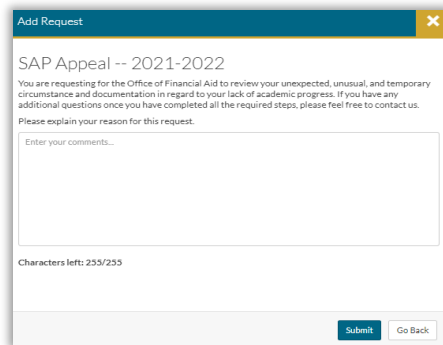 Add Request
SAP Appeal -- 2021-2022
You are requesting for the Office of Financial Aid to review your unexpected, unusual, and temporary
circumstance and documentation in regard to your lack of academic progress. If you have any
additional questions once you have completed all the required steps, please feel free to contact us.
Please explain your reason for this request.
Enter your comments...
Characters left: 255/255
Submit Go Back